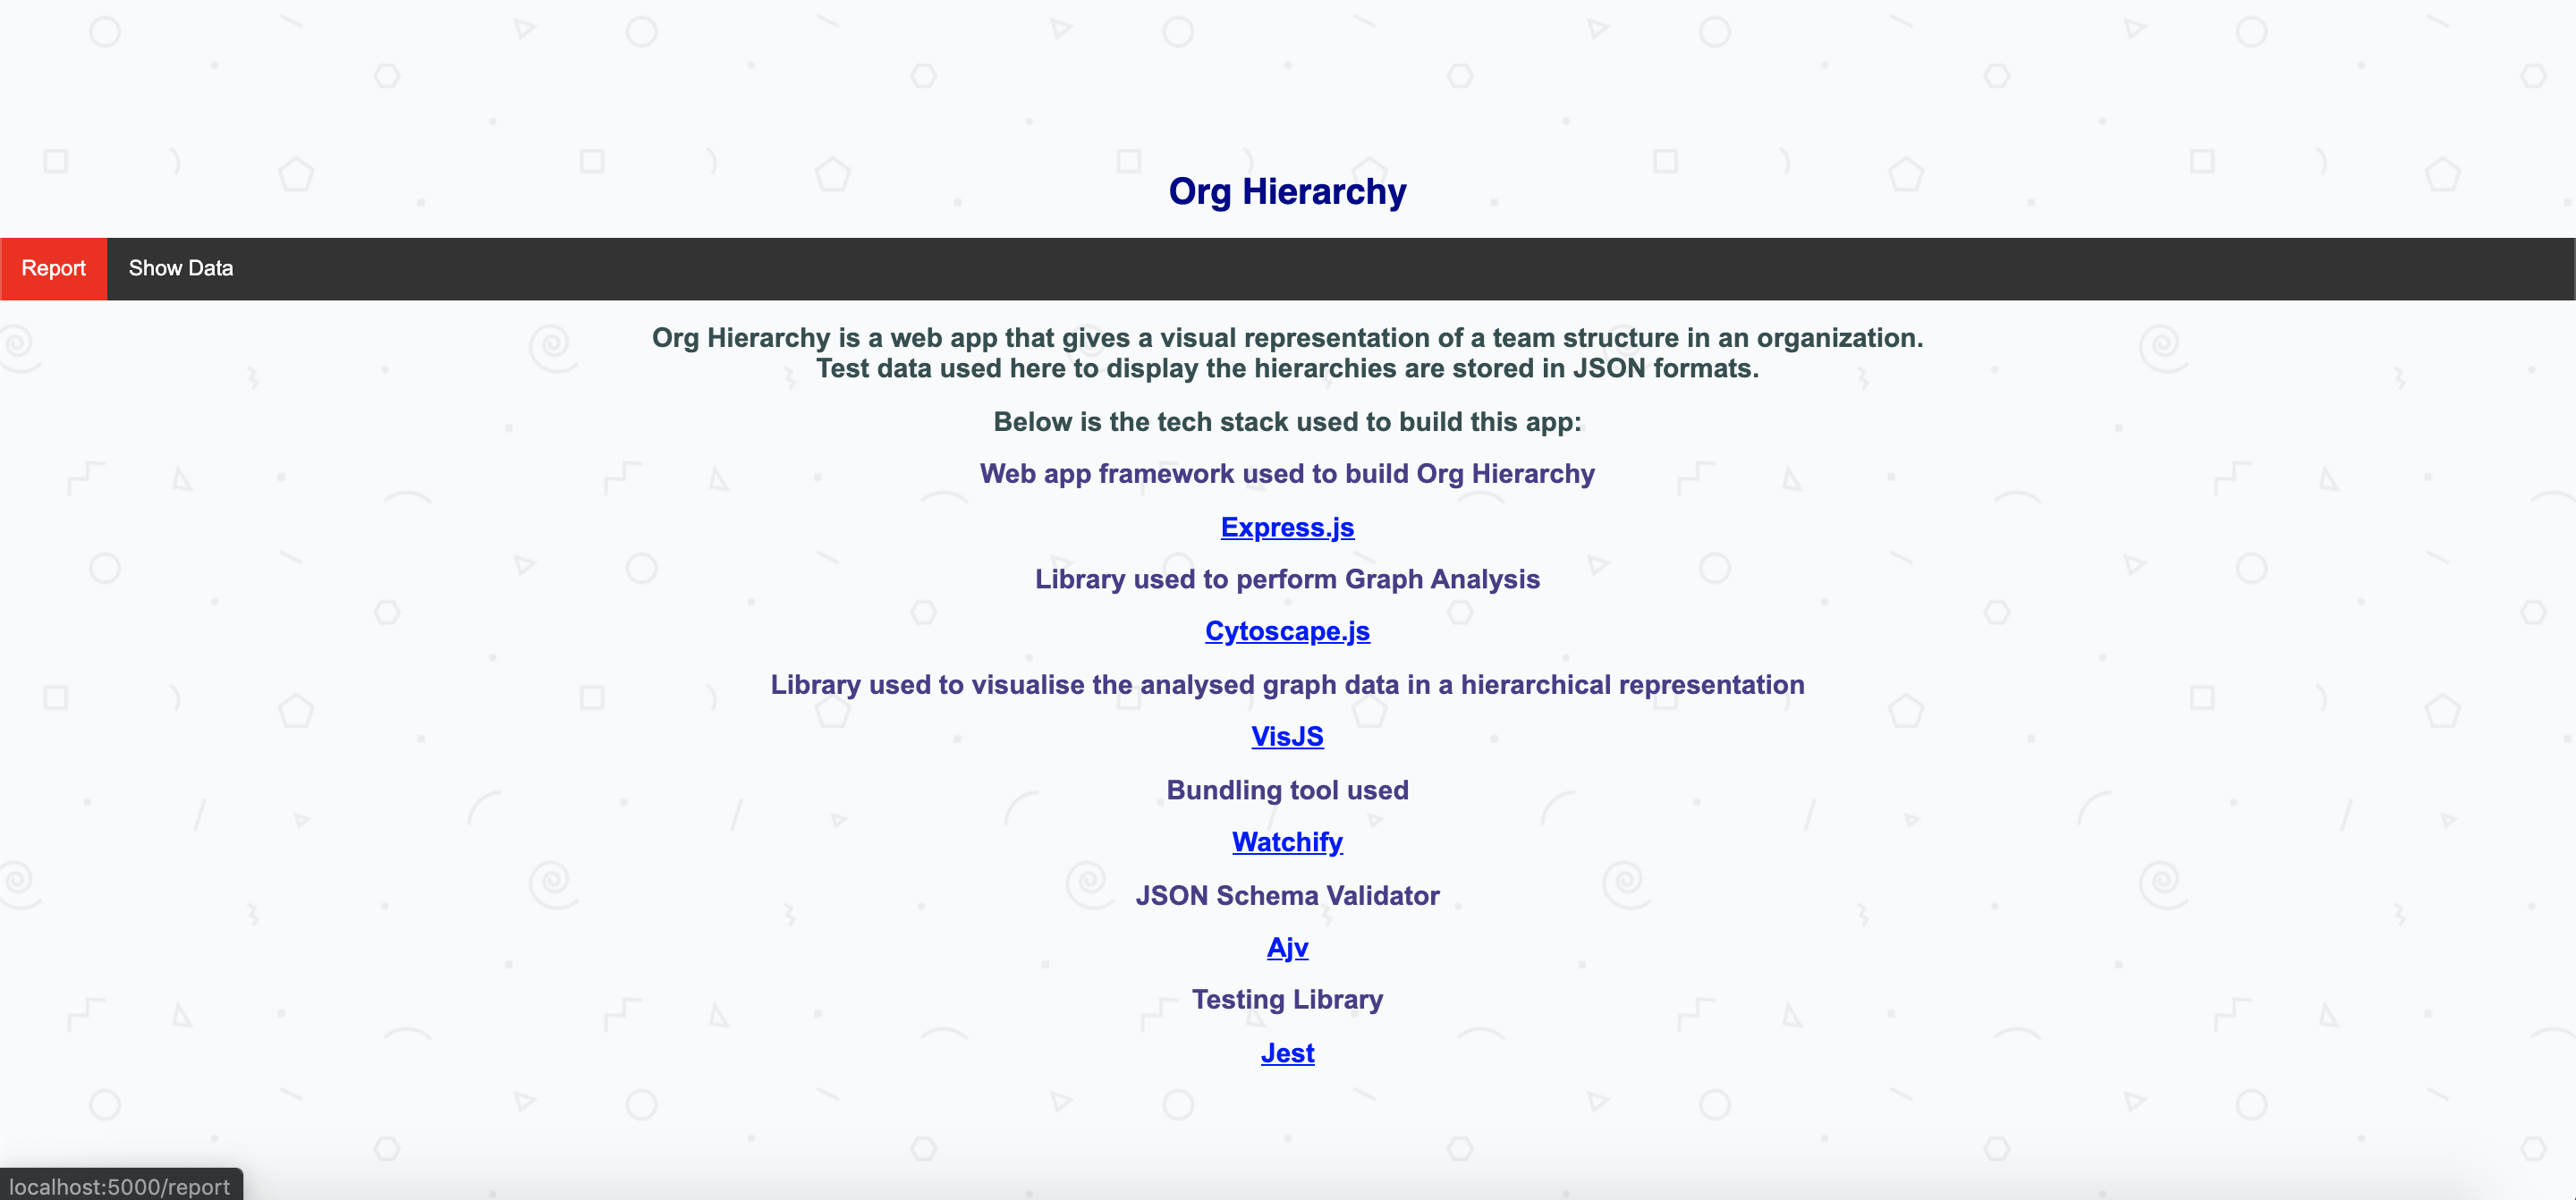 Org Hierarchy
Report
Show Data
Org Hierarchy is a web app that gives a visual representation of a team structure in an organization.
Test data used here to display the hierarchies are stored in JSON formats.
Below is the tech stack used to build this app:
Web app framework used to build Org Hierarchy
Express.js
Library used to perform Graph Analysis
Cytoscape.js
Library used to visualise the analysed graph data in a hierarchical representation
VisJS
Bundling tool used
Watchify
JSON Schema Validator
Ajv
Testing Library
Jest
localhost:5000/report